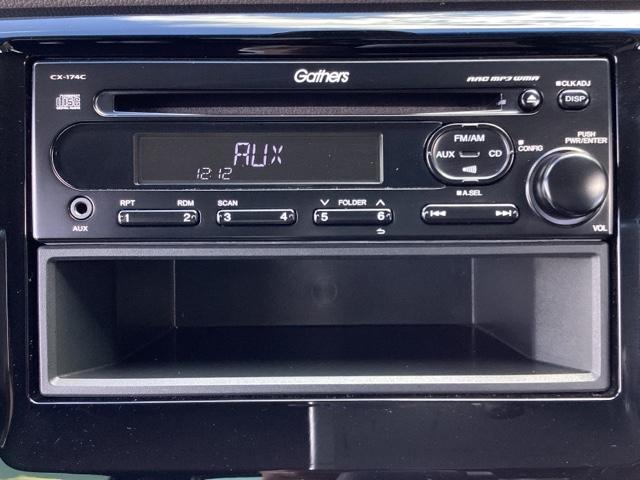 Gathers
CX-174C
AAC MP3 WMA
CLK ADJ
DISP
disc
AUX
12:12
FM/AM
AUX
CD
CONFIG
PUSH
PWR/ENTER
A.SEL
VOL
AUX
RPT
RDM
SCAN
FOLDER
1 2
3 4
5 6